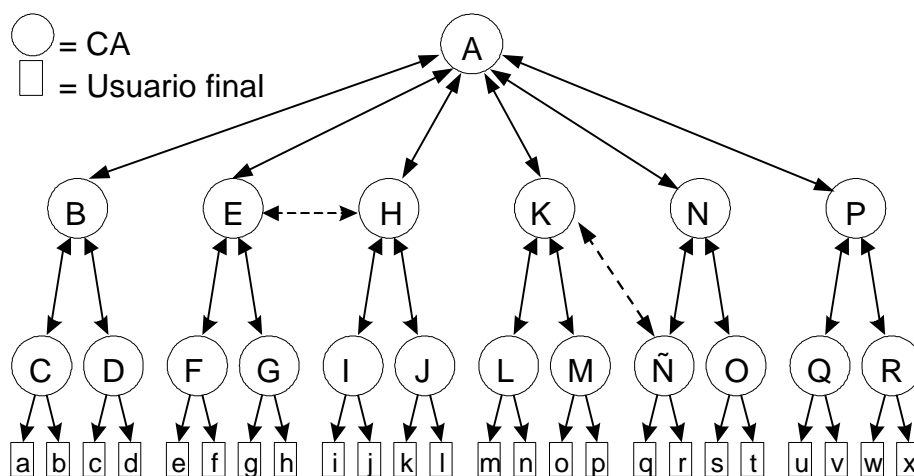 = CA
= Usuario final
A
B E H K N P
C D F G I J L M Ñ O Q R
a b c d e f g h i j k l m n o p q r s t u v w x